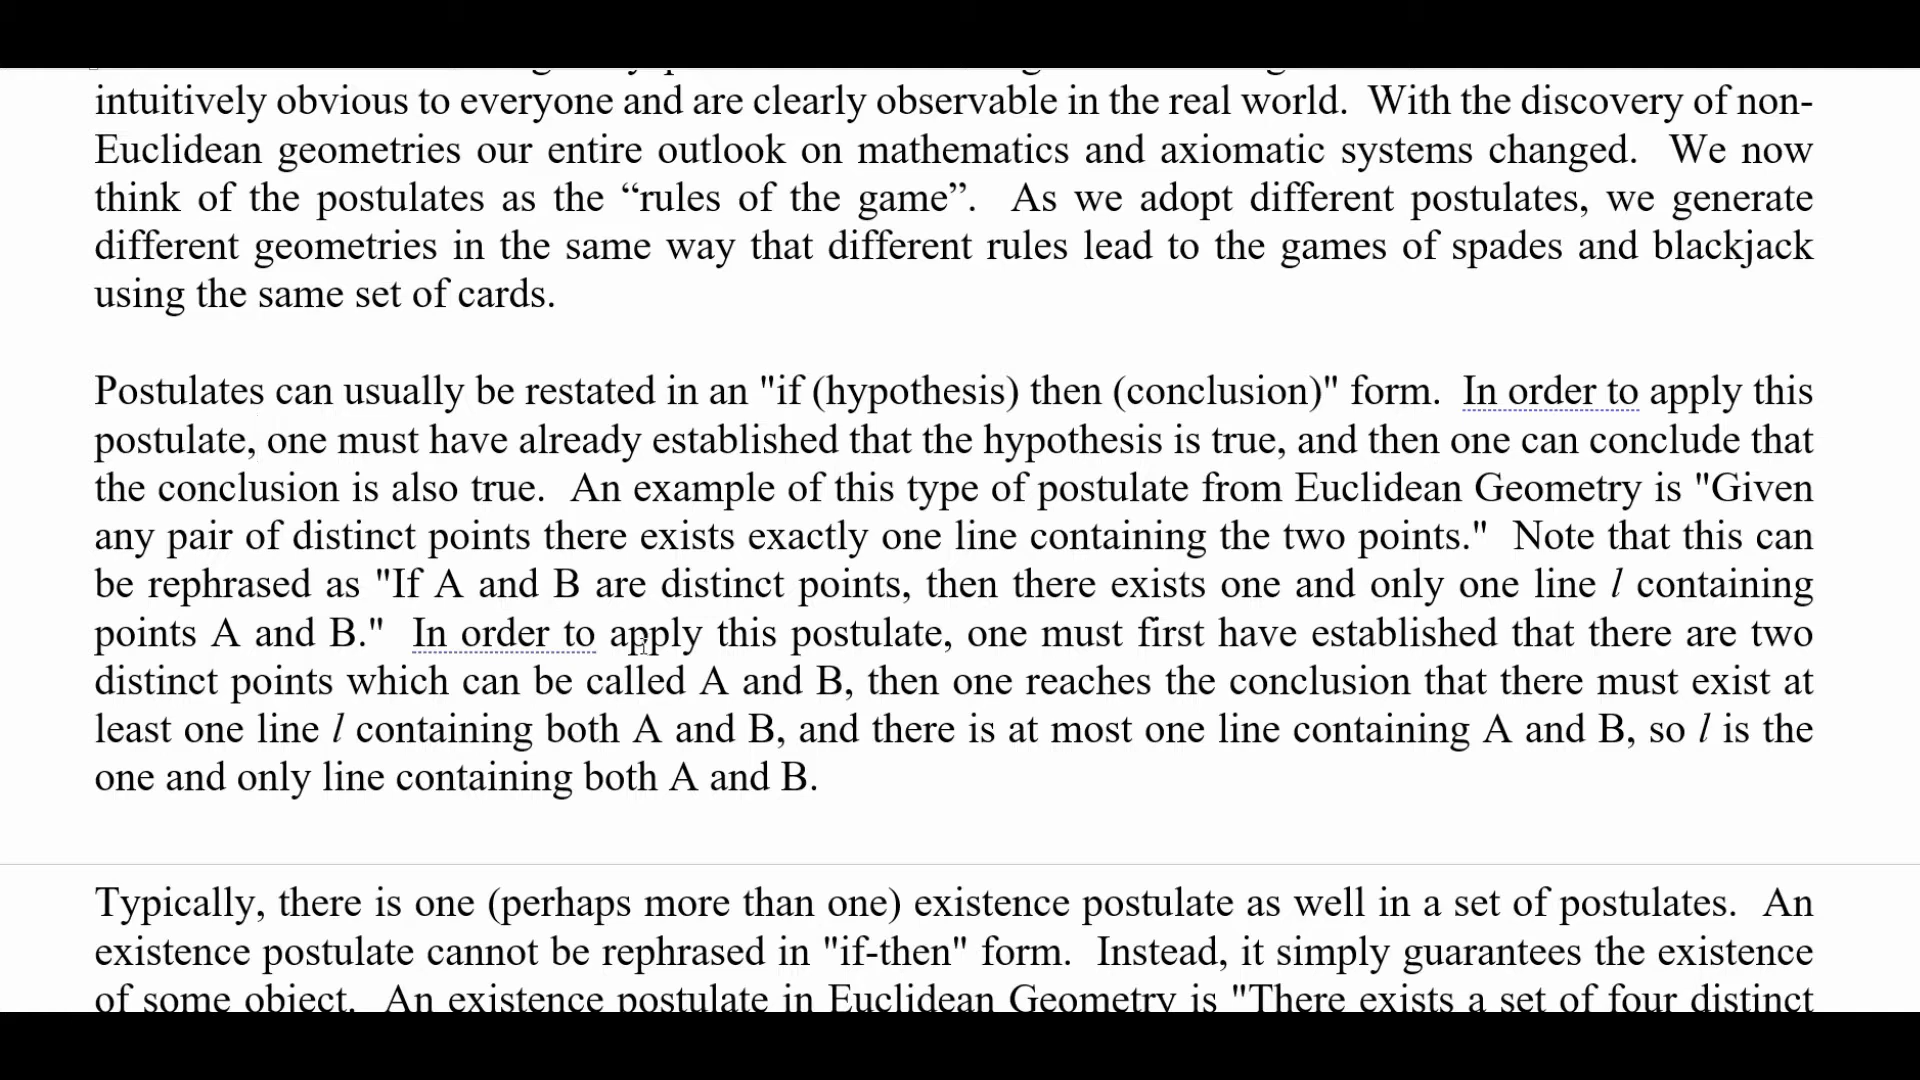 intuitively obvious to everyone and are clearly observable in the real world.  With the discovery of non-
Euclidean geometries our entire outlook on mathematics and axiomatic systems changed.  We now
think of the postulates as the “rules of the game”.  As we adopt different postulates, we generate
different geometries in the same way that different rules lead to the games of spades and blackjack
using the same set of cards.
Postulates can usually be restated in an "if (hypothesis) then (conclusion)" form.  In order to apply this
postulate, one must have already established that the hypothesis is true, and then one can conclude that
the conclusion is also true.  An example of this type of postulate from Euclidean Geometry is "Given
any pair of distinct points there exists exactly one line containing the two points."  Note that this can
be rephrased as "If A and B are distinct points, then there exists one and only one line l containing
points A and B."  In order to apply this postulate, one must first have established that there are two
distinct points which can be called A and B, then one reaches the conclusion that there must exist at
least one line l containing both A and B, and there is at most one line containing A and B, so l is the
one and only line containing both A and B.
Typically, there is one (perhaps more than one) existence postulate as well in a set of postulates.  An
existence postulate cannot be rephrased in "if-then" form.  Instead, it simply guarantees the existence
of some object.  An existence postulate in Euclidean Geometry is "There exists a set of four distinct